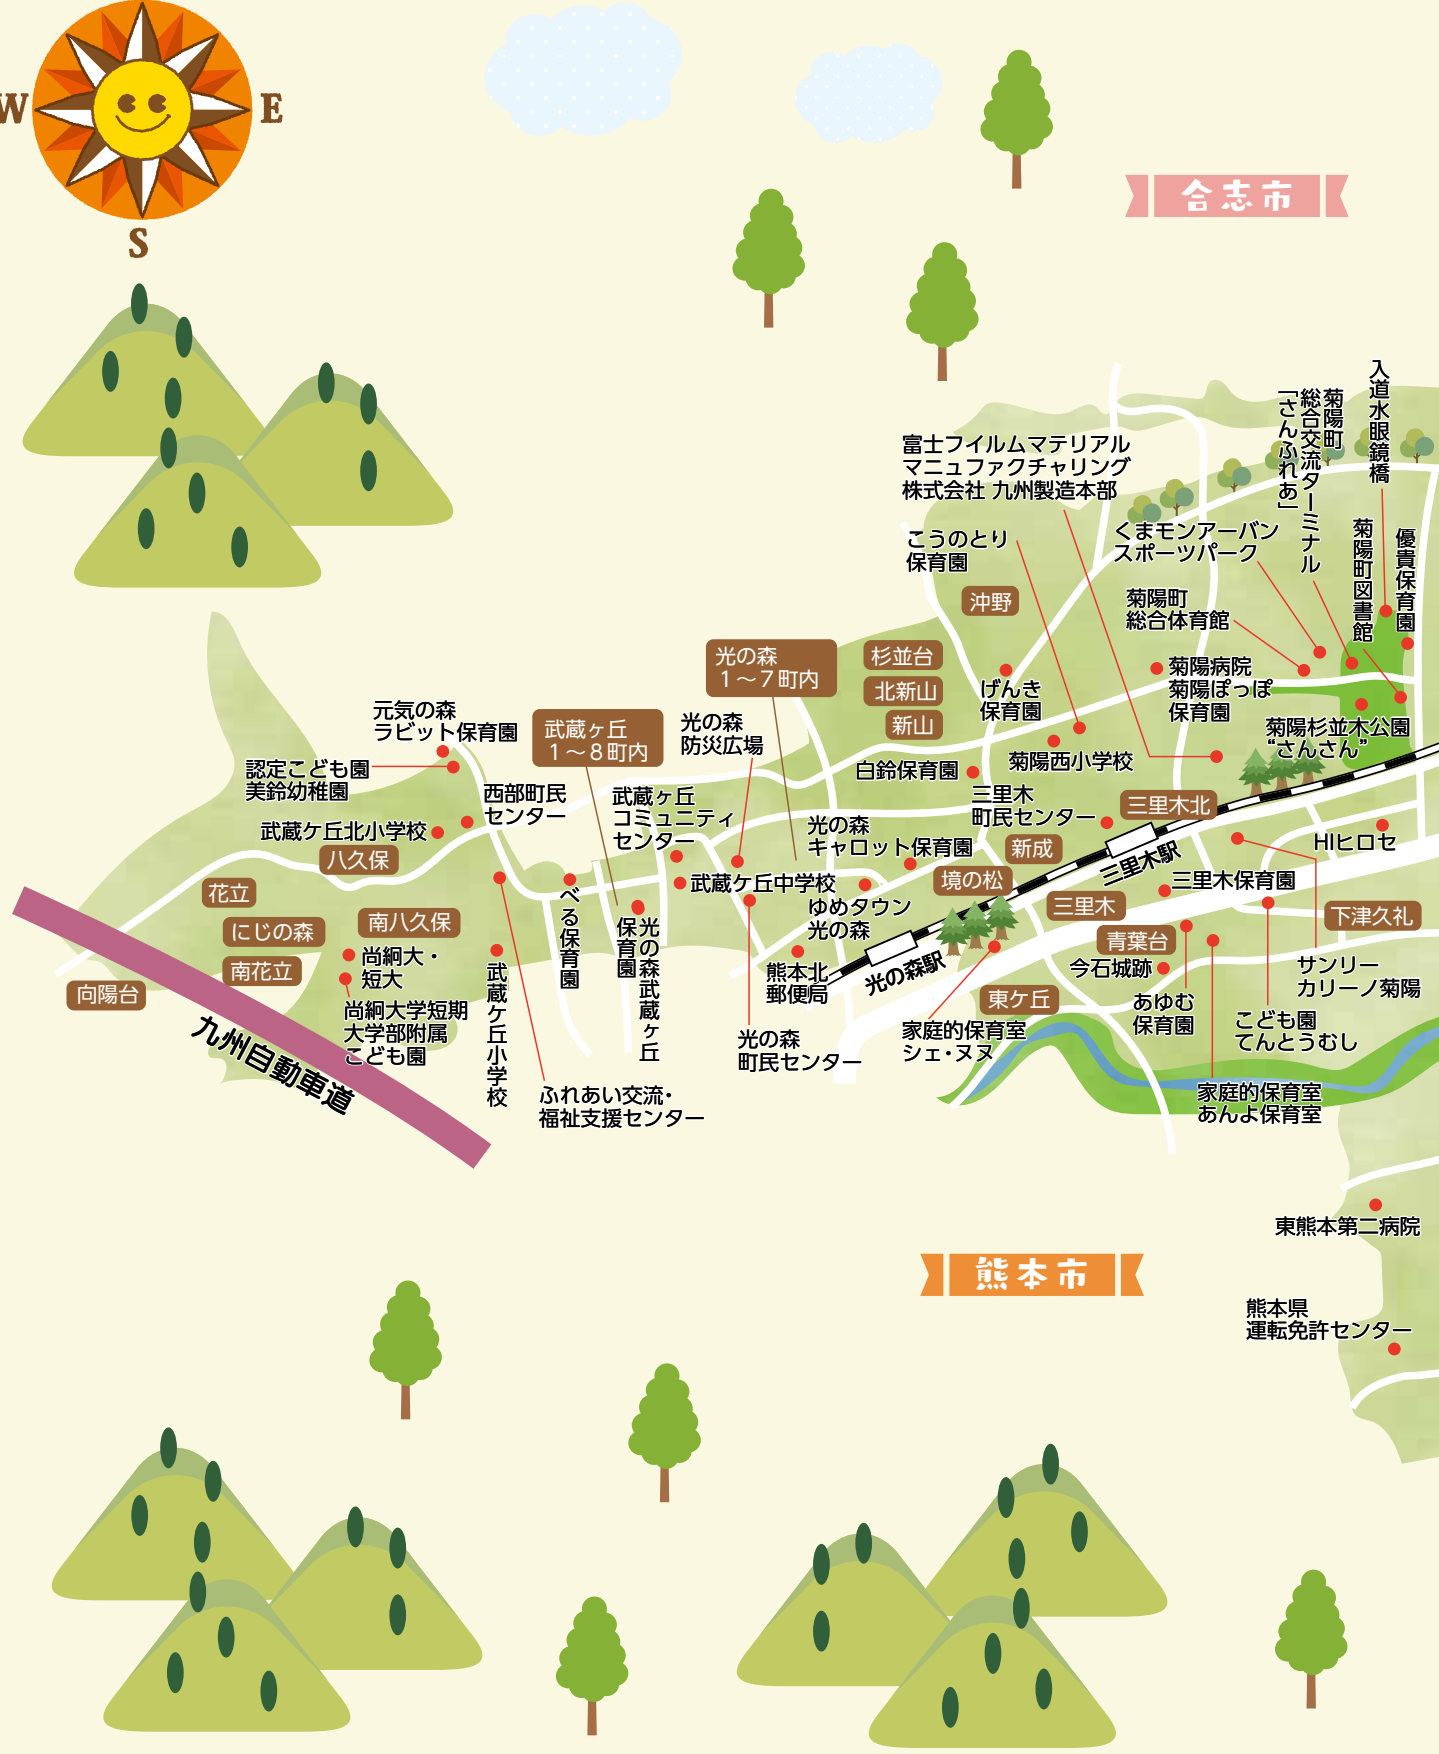 W
E
S
合志市
入道水眼鏡橋
菊陽町
総合交流ターミナル
「さんふれあ」
富士フイルムマテリアル
マニュファクチャリング
株式会社 九州製造本部
くまモンアーバン
スポーツパーク
菊陽町図書館
優貴保育園
こうのとり
保育園
沖野
菊陽町
総合体育館
光の森
1〜7町内
杉並台
北新山
新山
げんき
保育園
菊陽病院
菊陽ぽっぽ
保育園
菊陽杉並木公園
“さんさん”
元気の森
ラビット保育園
武蔵ヶ丘
1〜8町内
光の森
防災広場
認定こども園
美鈴幼稚園
白鈴保育園
菊陽西小学校
西部町民
センター
武蔵ヶ丘
コミュニティ
センター
三里木
町民センター
三里木北
武蔵ケ丘北小学校
八久保
光の森
キャロット保育園
新成
三里木駅
HIヒロセ
花立
武蔵ケ丘中学校
境の松
三里木保育園
にじの森
南八久保
べる保育園
光の森武蔵ヶ丘
保育園
ゆめタウン
光の森
三里木
下津久礼
青葉台
南花立
尚絅大・
短大
向陽台
武蔵ケ丘小学校
熊本北
郵便局
光の森駅
今石城跡
サンリー
カリーノ菊陽
東ケ丘
あゆむ
保育園
尚絅大学短期
大学部附属
こども園
九州自動車道
光の森
町民センター
家庭的保育室
シェ・ヌヌ
こども園
てんとうむし
ふれあい交流・
福祉支援センター
家庭的保育室
あんよ保育室
東熊本第二病院
熊本市
熊本県
運転免許センター